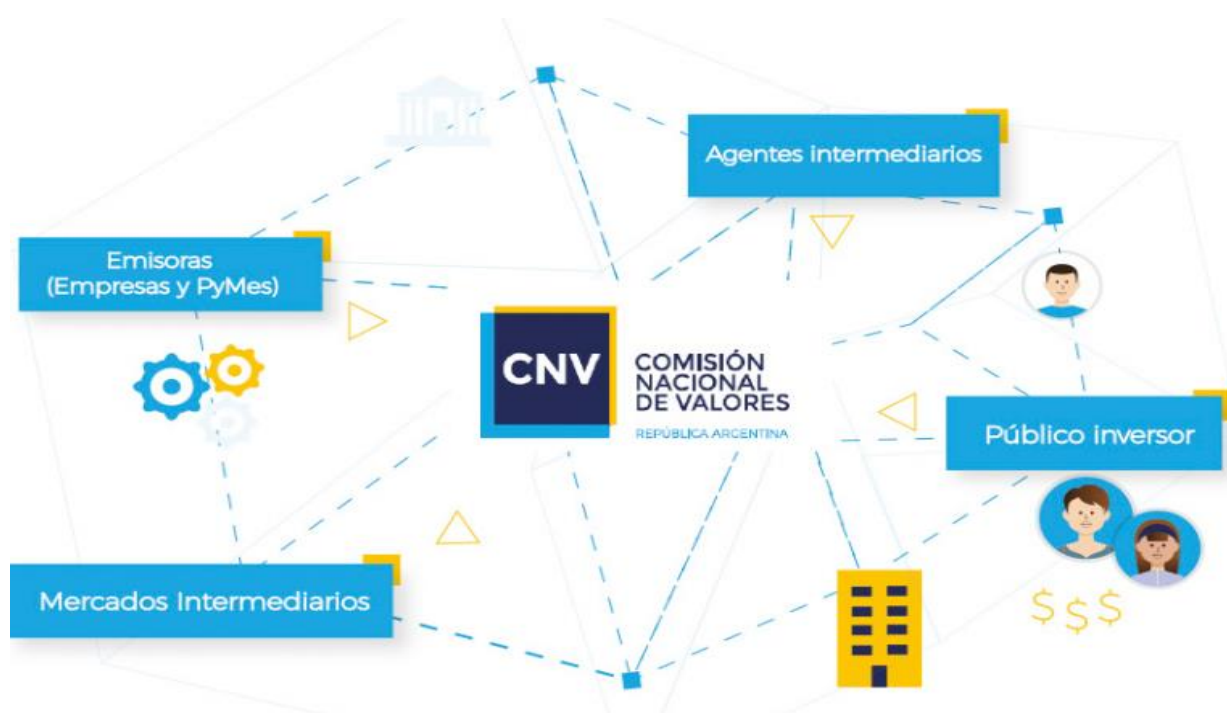 Agentes intermediarios
Emisoras
(Empresas y PyMes)
CNV
COMISIÓN
NACIONAL
DE VALORES
REPÚBLICA ARGENTINA
Público inversor
Mercados Intermediarios
$ $ $